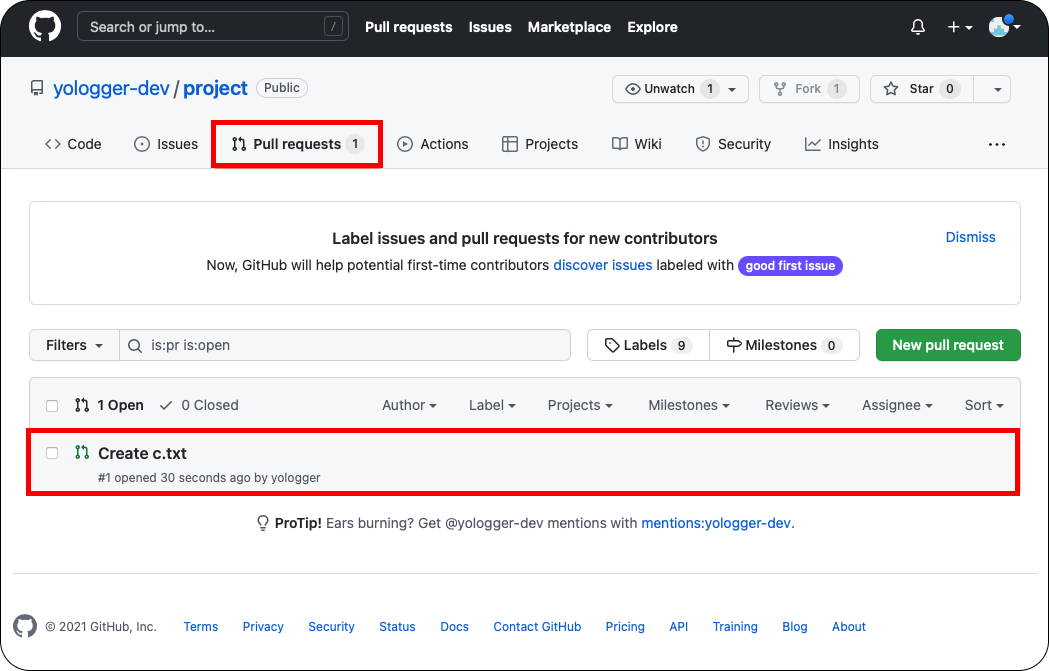 Search or jump to... / Pull requests Issues Marketplace Explore
yologger-dev / project Public Unwatch 1 Fork 1 Star 0
Code Issues Pull requests 1 Actions Projects Wiki Security Insights ...
Label issues and pull requests for new contributors Dismiss
Now, GitHub will help potential first-time contributors discover issues labeled with good first issue
Filters is:pr is:open Labels 9 Milestones 0 New pull request
1 Open 0 Closed Author Label Projects Milestones Reviews Assignee Sort
Create c.txt
#1 opened 30 seconds ago by yologger
ProTip! Ears burning? Get @yologger-dev mentions with mentions:yologger-dev.
© 2021 GitHub, Inc. Terms Privacy Security Status Docs Contact GitHub Pricing API Training Blog About